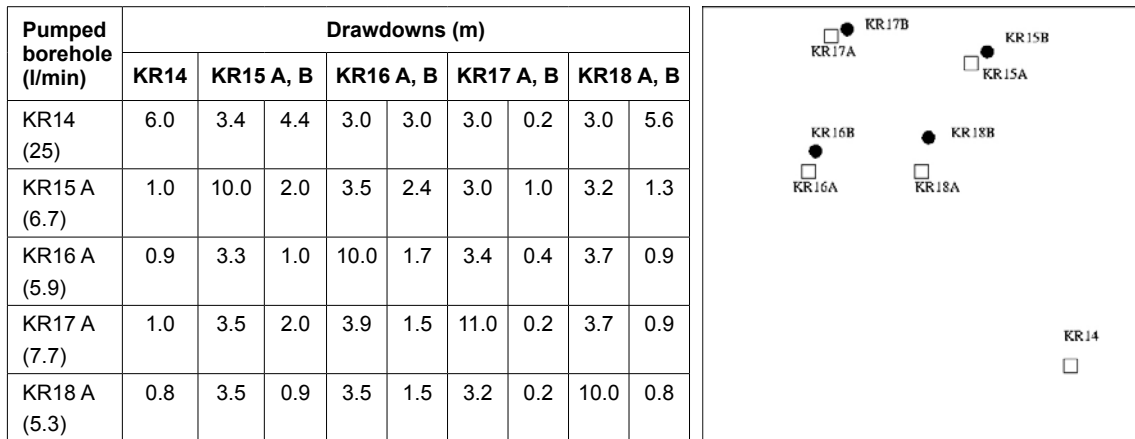 Pumped borehole (l/min) Drawdowns (m)
KR14 KR15 A, B KR16 A, B KR17 A, B KR18 A, B
KR14 (25) 6.0 3.4 4.4 3.0 3.0 3.0 0.2 3.0 5.6
KR15 A (6.7) 1.0 10.0 2.0 3.5 2.4 3.0 1.0 3.2 1.3
KR16 A (5.9) 0.9 3.3 1.0 10.0 1.7 3.4 0.4 3.7 0.9
KR17 A (7.7) 1.0 3.5 2.0 3.9 1.5 11.0 0.2 3.7 0.9
KR18 A (5.3) 0.8 3.5 0.9 3.5 1.5 3.2 0.2 10.0 0.8
KR17B
KR15B
KR17A
KR15A
KR16B
KR18B
KR16A
KR18A
KR14